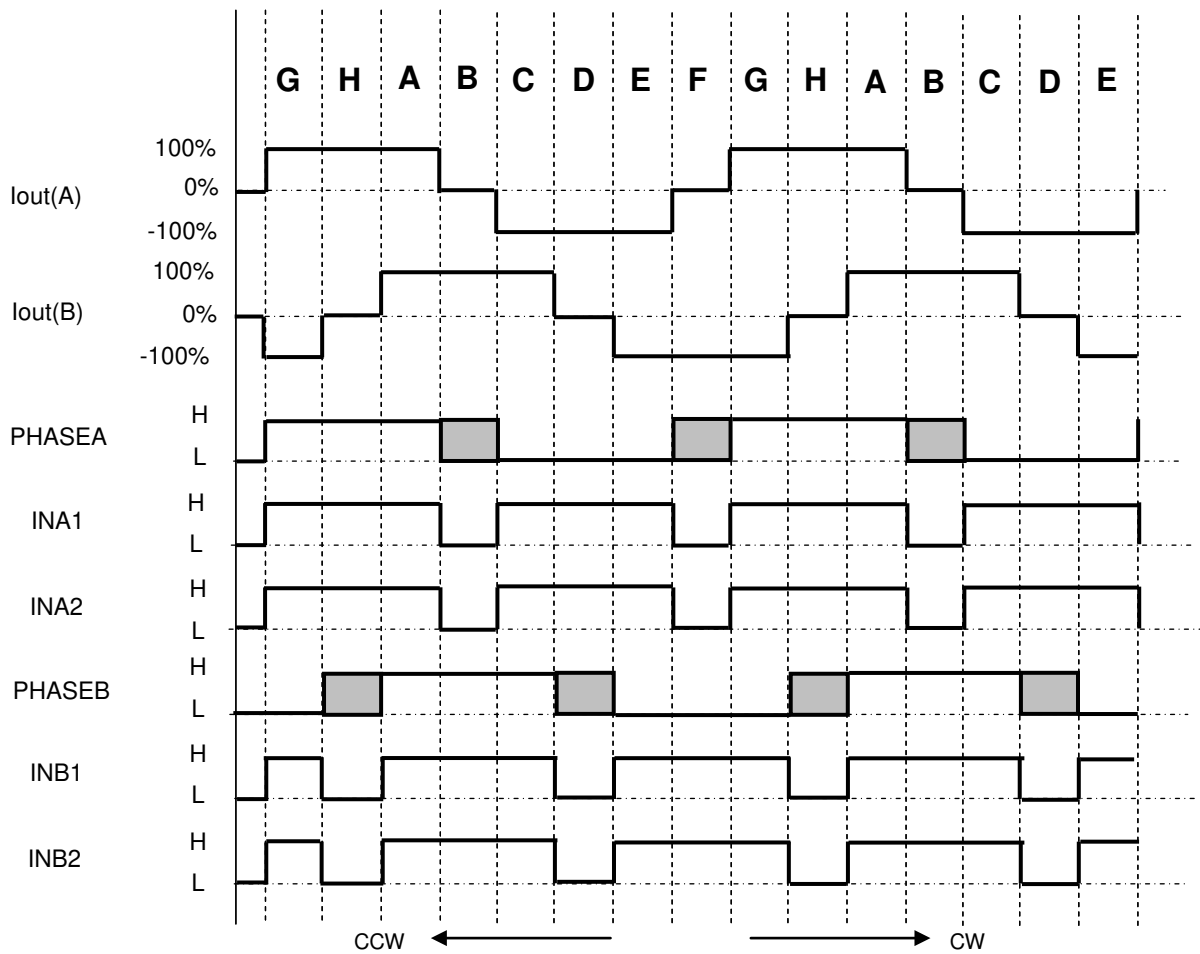 G H A B C D E F G H A B C D E
100%
Iout(A)
0%
-100%
100%
Iout(B)
0%
-100%
H
PHASEA
L
H
INA1
L
H
INA2
L
H
PHASEB
L
H
INB1
L
H
INB2
L
CCW
CW